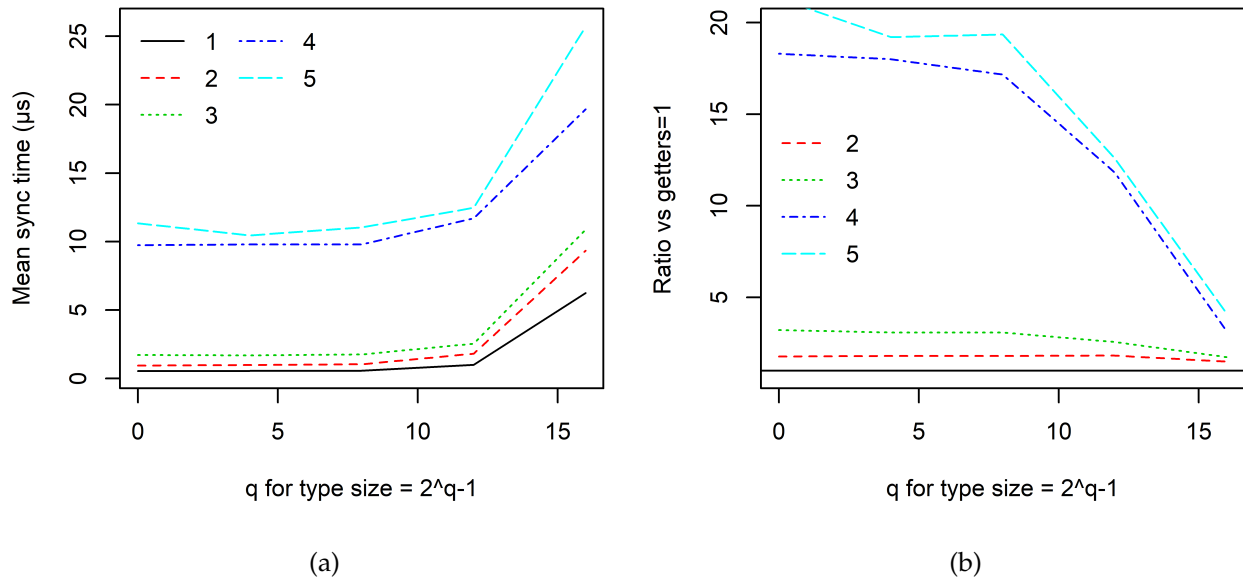 Mean sync time (μs)
0 5 10 15 20 25
1 4
2 5
3
0 5 10 15
q for type size = 2^q-1
(a)
Ratio vs getters=1
5 10 15 20
2
3
4
5
0 5 10 15
q for type size = 2^q-1
(b)